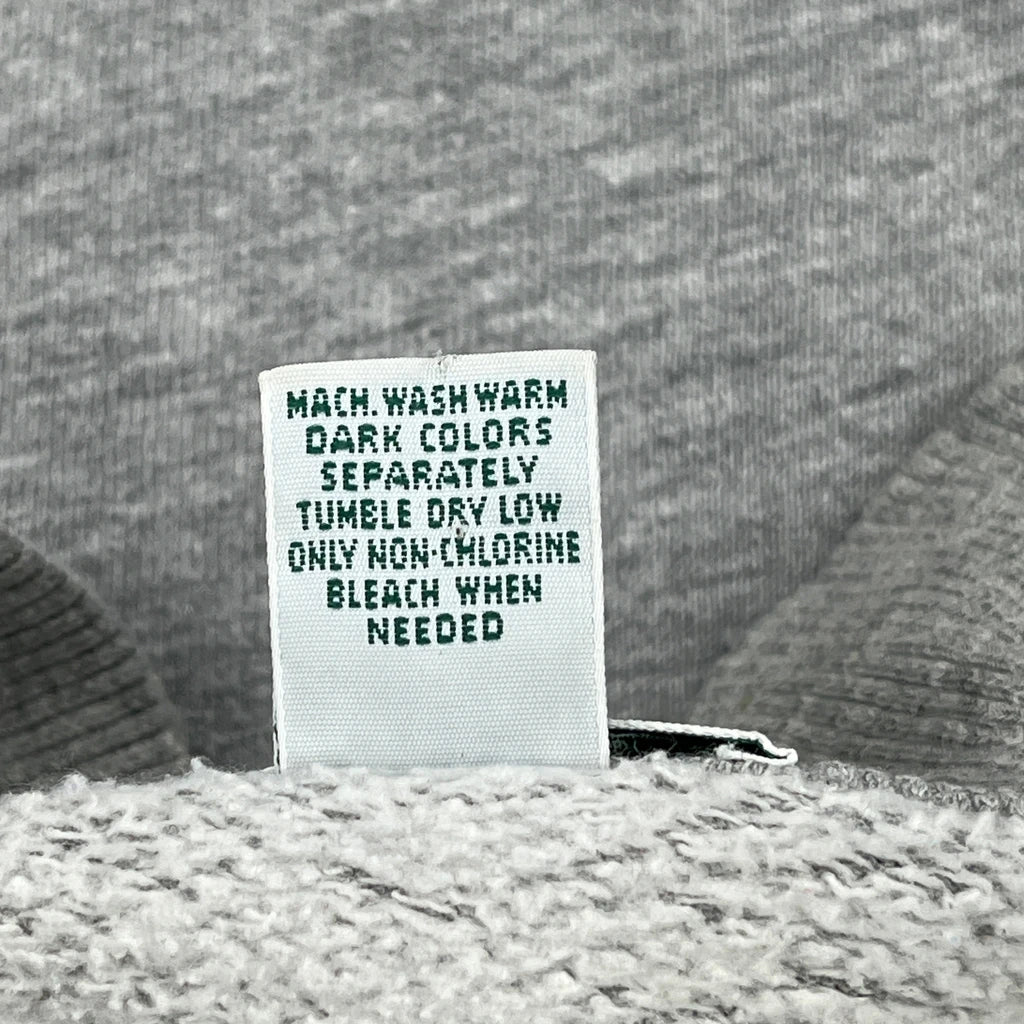 MACH. WASH WARM
DARK COLORS
SEPARATELY
TUMBLE DRY LOW
ONLY NON-CHLORINE
BLEACH WHEN
NEEDED